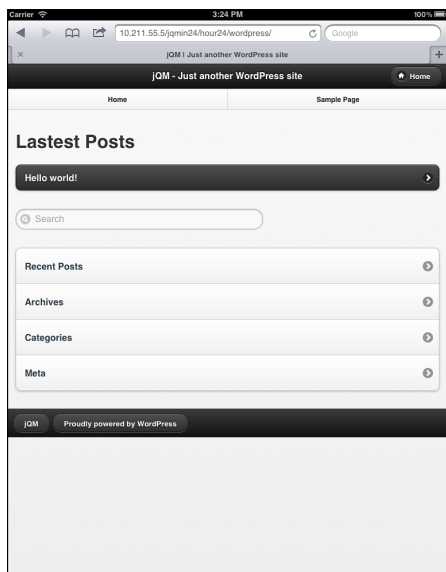 Carrier 3:24 PM 100%
10.211.55.5/jqmin24/hour24/wordpress/ Google
jQM | Just another WordPress site
jQM - Just another WordPress site Home
Home Sample Page
Lastest Posts
Hello world!
Search
Recent Posts
Archives
Categories
Meta
jQM Proudly powered by WordPress